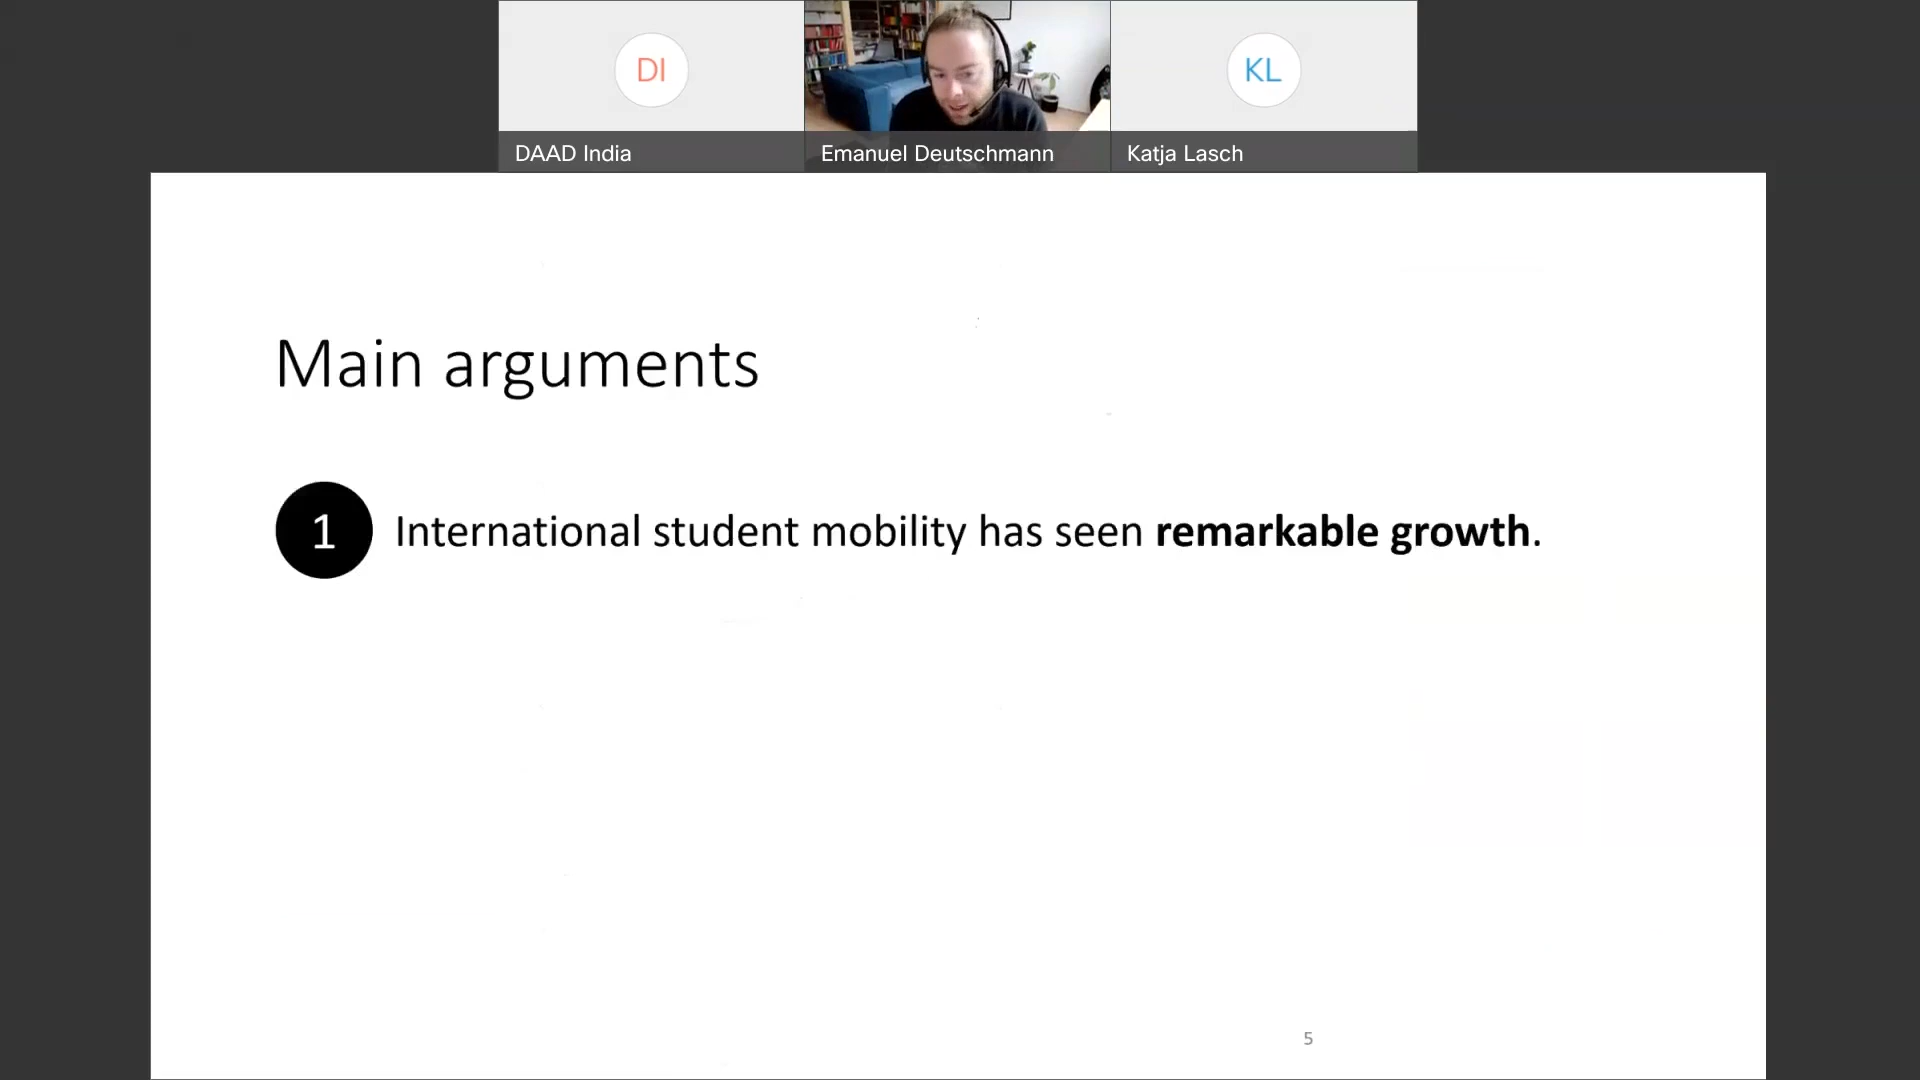 DI
KL
DAAD India
Emanuel Deutschmann
Katja Lasch
Main arguments
1 International student mobility has seen remarkable growth.
5